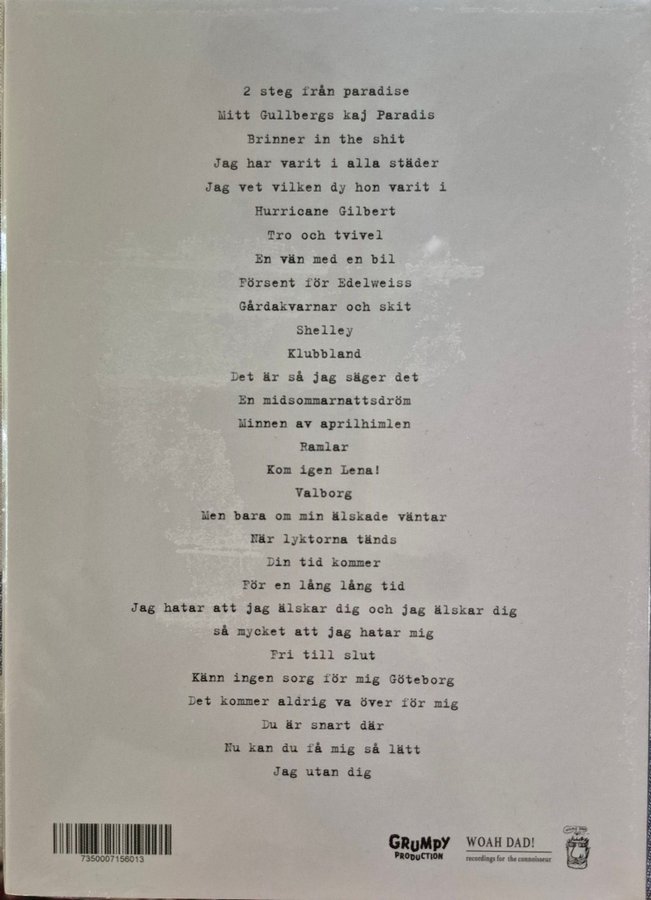 2 steg från paradise
Mitt Gullbergs kaj Paradis
Brinner in the shit
Jag har varit i alla städer
Jag vet vilken dy hon varit i
Hurricane Gilbert
Tro och tvivel
En vän med en bil
Försent för Edelweiss
Gårdakvarnar och skit
Shelley
Klubbland
Det är så jag säger det
En midsommarnattsdröm
Minnen av aprilhimlen
Ramlar
Kom igen Lena!
Valborg
Men bara om min älskade väntar
När lyktorna tänds
Din tid kommer
För en lång lång tid
Jag hatar att jag älskar dig och jag älskar dig
så mycket att jag hatar mig
Fri till slut
Känn ingen sorg för mig Göteborg
Det kommer aldrig va över för mig
Du är snart där
Nu kan du få mig så lätt
Jag utan dig
7350007156013
GRUMPY
PRODUCTION
WOAH DAD!
recordings for the connoisseur